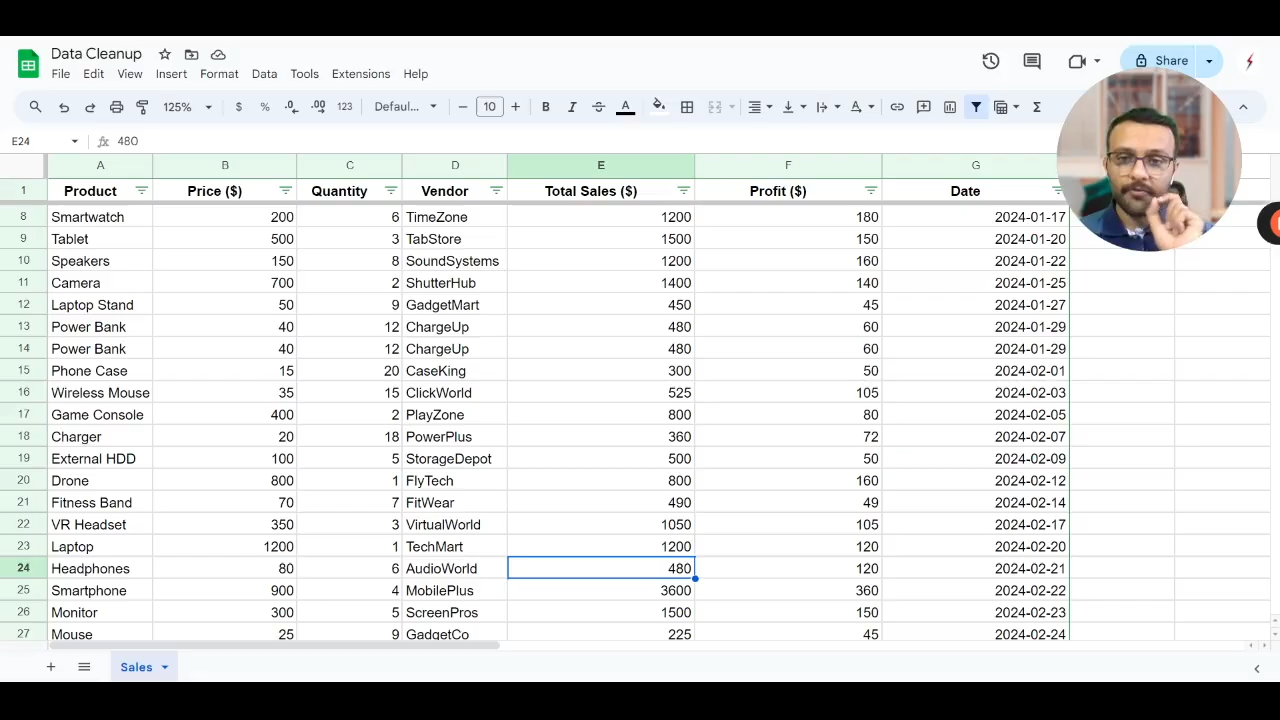 Data Cleanup
File Edit View Insert Format Data Tools Extensions Help
Share
125% $ % .0 .00 123 Defaul... 10 B I A Σ
E24 fx 480
A B C D E F G
1 Product Price ($) Quantity Vendor Total Sales ($) Profit ($) Date
8 Smartwatch 200 6 TimeZone 1200 180 2024-01-17
9 Tablet 500 3 TabStore 1500 150 2024-01-20
10 Speakers 150 8 SoundSystems 1200 160 2024-01-22
11 Camera 700 2 ShutterHub 1400 140 2024-01-25
12 Laptop Stand 50 9 GadgetMart 450 45 2024-01-27
13 Power Bank 40 12 ChargeUp 480 60 2024-01-29
14 Power Bank 40 12 ChargeUp 480 60 2024-01-29
15 Phone Case 15 20 CaseKing 300 50 2024-02-01
16 Wireless Mouse 35 15 ClickWorld 525 105 2024-02-03
17 Game Console 400 2 PlayZone 800 80 2024-02-05
18 Charger 20 18 PowerPlus 360 72 2024-02-07
19 External HDD 100 5 StorageDepot 500 50 2024-02-09
20 Drone 800 1 FlyTech 800 160 2024-02-12
21 Fitness Band 70 7 FitWear 490 49 2024-02-14
22 VR Headset 350 3 VirtualWorld 1050 105 2024-02-17
23 Laptop 1200 1 TechMart 1200 120 2024-02-20
24 Headphones 80 6 AudioWorld 480 120 2024-02-21
25 Smartphone 900 4 MobilePlus 3600 360 2024-02-22
26 Monitor 300 5 ScreenPros 1500 150 2024-02-23
27 Mouse 25 9 GadgetCo 225 45 2024-02-24
Sales